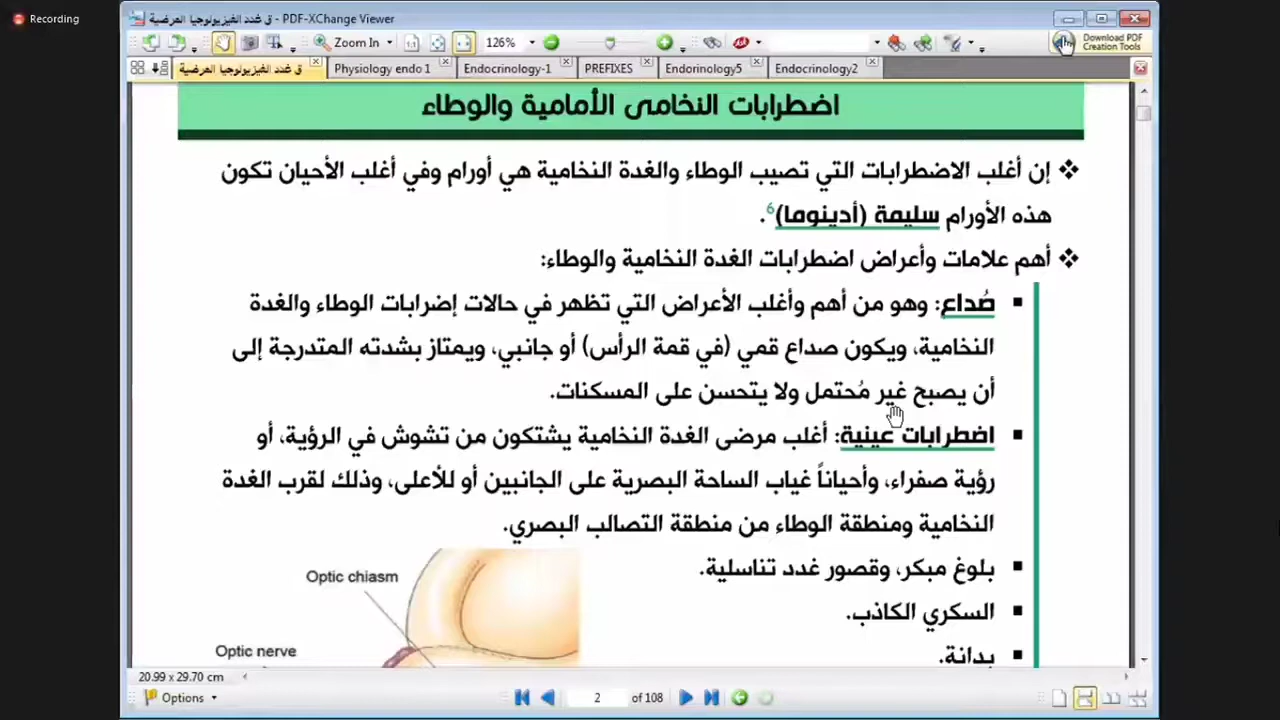 Recording
ق غدد الفيزيولوجيا المرضية - PDF-XChange Viewer
Zoom In
126%
Download PDF
Creation Tools
ق غدد الفيزيولوجيا المرضية
Physiology endo 1
Endocrinology-1
PREFIXES
Endorinology5
Endocrinology2
اضطرابات النخامى الأمامية والوطاء
❖ إن أغلب الاضطرابات التي تصيب الوطاء والغدة النخامية هي أورام وفي أغلب الأحيان تكون
هذه الأورام سليمة (أدينوما)6.
❖ أهم علامات وأعراض اضطرابات الغدة النخامية والوطاء:
▪ صُداع: وهو من أهم وأغلب الأعراض التي تظهر في حالات إضرابات الوطاء والغدة
النخامية، ويكون صداع قمي (في قمة الرأس) أو جانبي، ويمتاز بشدته المتدرجة إلى
أن يصبح غير مُحتمل ولا يتحسن على المسكنات.
▪ اضطرابات عينية: أغلب مرضى الغدة النخامية يشتكون من تشوش في الرؤية، أو
رؤية صفراء، وأحياناً غياب الساحة البصرية على الجانبين أو للأعلى، وذلك لقرب الغدة
النخامية ومنطقة الوطاء من منطقة التصالب البصري.
▪ بلوغ مبكر، وقصور غدد تناسلية.
▪ السكري الكاذب.
▪ بدانة.
Optic chiasm
Optic nerve
20.99 x 29.70 cm
Options
2
of 108